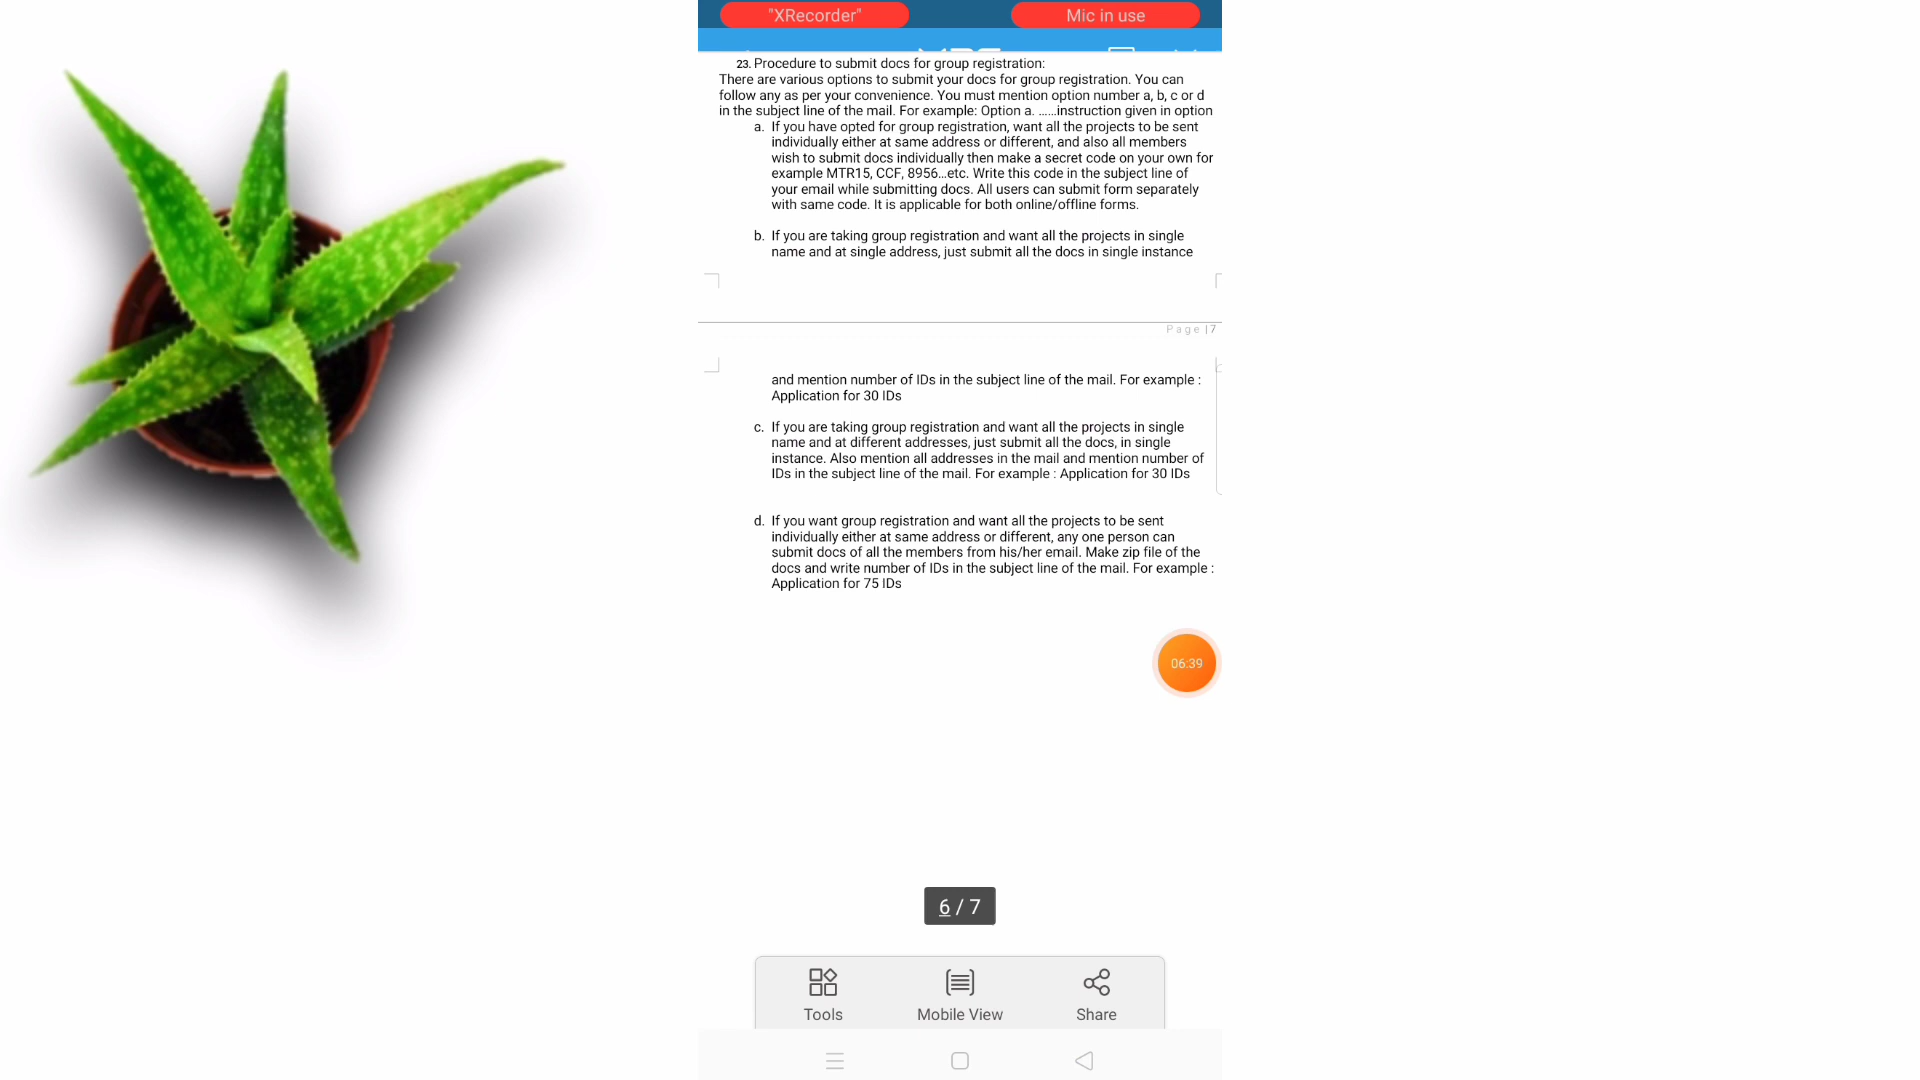 "XRecorder"
Mic in use
23. Procedure to submit docs for group registration:
There are various options to submit your docs for group registration. You can
follow any as per your convenience. You must mention option number a, b, c or d
in the subject line of the mail. For example: Option a. ......instruction given in option
a. If you have opted for group registration, want all the projects to be sent
individually either at same address or different, and also all members
wish to submit docs individually then make a secret code on your own for
example MTR15, CCF, 8956...etc. Write this code in the subject line of
your email while submitting docs. All users can submit form separately
with same code. It is applicable for both online/offline forms.
b. If you are taking group registration and want all the projects in single
name and at single address, just submit all the docs in single instance
Page |7
and mention number of IDs in the subject line of the mail. For example :
Application for 30 IDs
c. If you are taking group registration and want all the projects in single
name and at different addresses, just submit all the docs, in single
instance. Also mention all addresses in the mail and mention number of
IDs in the subject line of the mail. For example : Application for 30 IDs
d. If you want group registration and want all the projects to be sent
individually either at same address or different, any one person can
submit docs of all the members from his/her email. Make zip file of the
docs and write number of IDs in the subject line of the mail. For example :
Application for 75 IDs
06:39
6 / 7
Tools
Mobile View
Share